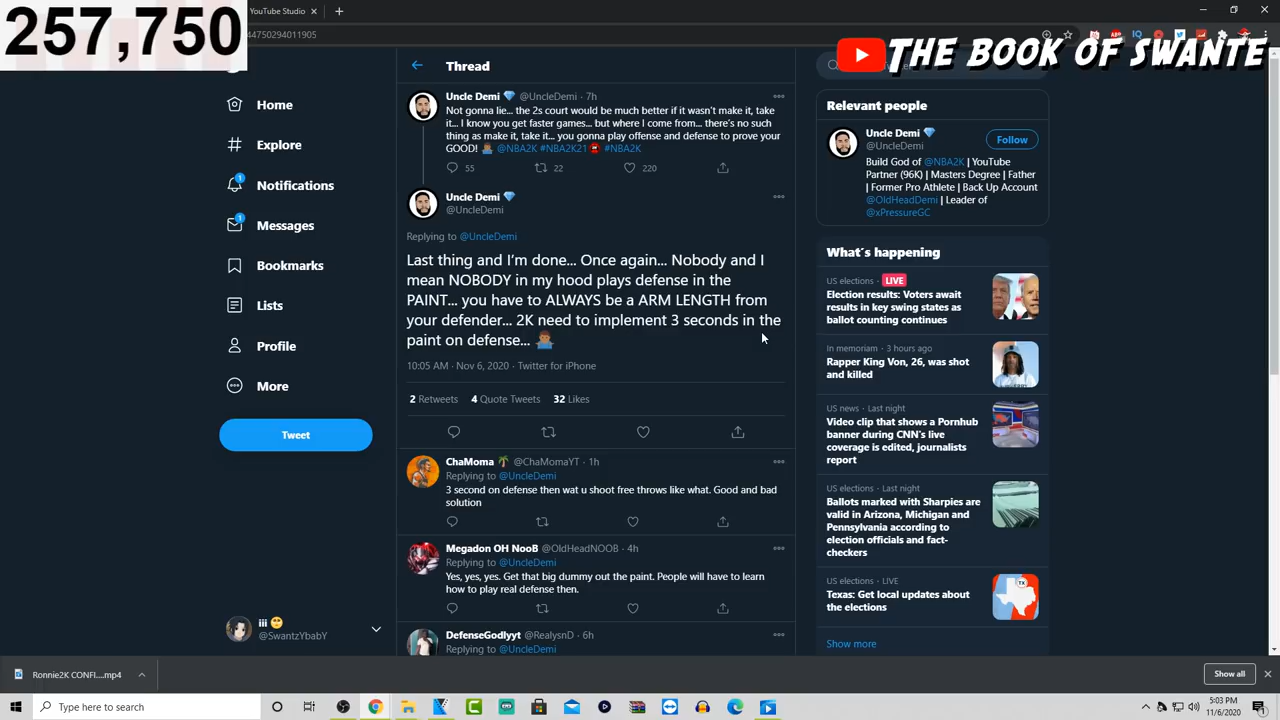 257,750
YouTube Studio
44750294011905
THE BOOK OF SWANTE
Thread
Home
Explore
Notifications
1
Messages
1
Bookmarks
Lists
Profile
More
Tweet
iii
@SwantzYbabY
Uncle Demi @UncleDemi · 7h
Not gonna lie... the 2s court would be much better if it wasn't make it, take
it... I know you get faster games... but where I come from... there's no such
thing as make it, take it... you gonna play offense and defense to prove your
GOOD! @NBA2K #NBA2K21 #NBA2K
55 22 220
Uncle Demi
@UncleDemi
Replying to @UncleDemi
Last thing and I'm done... Once again... Nobody and I
mean NOBODY in my hood plays defense in the
PAINT... you have to ALWAYS be a ARM LENGTH from
your defender... 2K need to implement 3 seconds in the
paint on defense...
10:05 AM · Nov 6, 2020 · Twitter for iPhone
2 Retweets 4 Quote Tweets 32 Likes
ChaMoma @ChaMomaYT · 1h
Replying to @UncleDemi
3 second on defense then wat u shoot free throws like what. Good and bad
solution
Megadon OH NooB @OldHeadNOOB · 4h
Replying to @UncleDemi
Yes, yes, yes. Get that big dummy out the paint. People will have to learn
how to play real defense then.
DefenseGodlyyt @RealysnD · 6h
Replying to @UncleDemi
Relevant people
Uncle Demi
@UncleDemi
Follow
Build God of @NBA2K | YouTube
Partner (96K) | Masters Degree | Father
| Former Pro Athlete | Back Up Account
@OldHeadDemi | Leader of
@xPressureGC
What's happening
US elections · LIVE
Election results: Voters await
results in key swing states as
ballot counting continues
In memoriam · 3 hours ago
Rapper King Von, 26, was shot
and killed
US news · Last night
Video clip that shows a Pornhub
banner during CNN's live
coverage is edited, journalists
report
US elections · Last night
Ballots marked with Sharpies are
valid in Arizona, Michigan and
Pennsylvania according to
election officials and fact-
checkers
US elections · LIVE
Texas: Get local updates about
the elections
TX
Show more
Ronnie2K CONFI....mp4
Show all
Type here to search
5:03 PM
11/6/2020